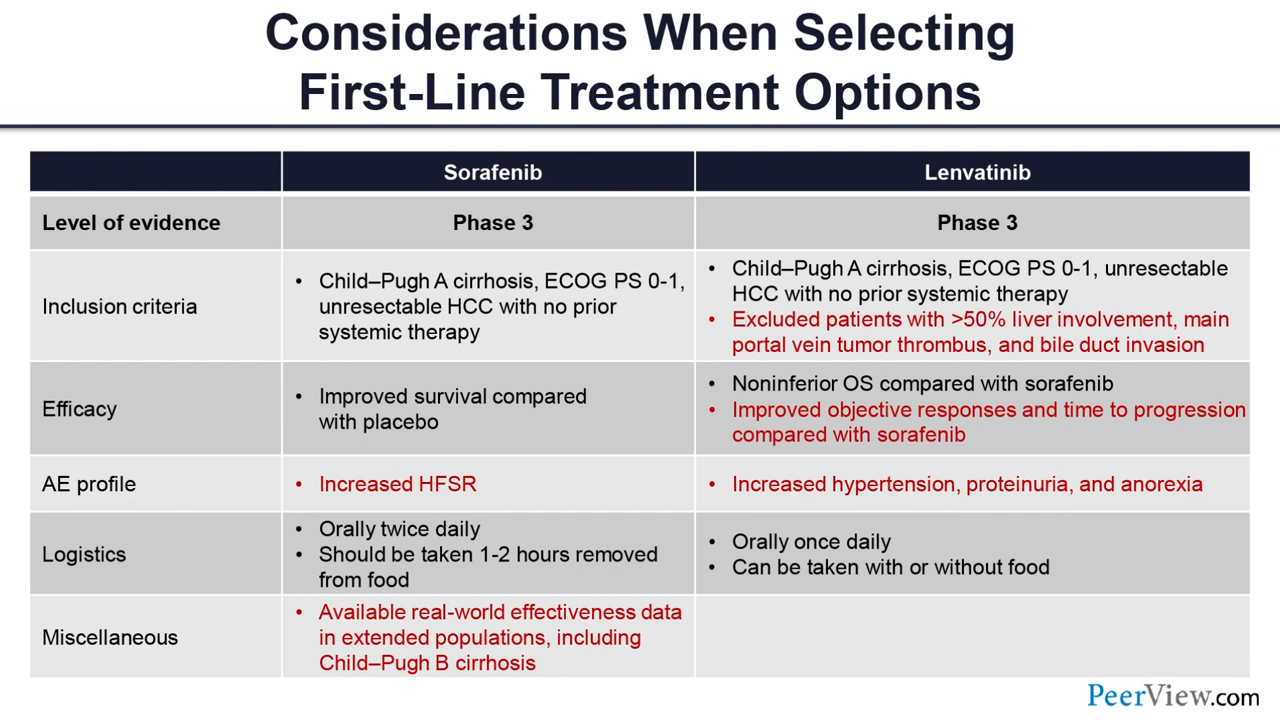 Considerations When Selecting
First-Line Treatment Options
Sorafenib
Lenvatinib
Level of evidence
Phase 3
Phase 3
Inclusion criteria
• Child–Pugh A cirrhosis, ECOG PS 0-1,
unresectable HCC with no prior
systemic therapy
• Child–Pugh A cirrhosis, ECOG PS 0-1, unresectable
HCC with no prior systemic therapy
• Excluded patients with >50% liver involvement, main
portal vein tumor thrombus, and bile duct invasion
Efficacy
• Improved survival compared
with placebo
• Noninferior OS compared with sorafenib
• Improved objective responses and time to progression
compared with sorafenib
AE profile
• Increased HFSR
• Increased hypertension, proteinuria, and anorexia
Logistics
• Orally twice daily
• Should be taken 1-2 hours removed
from food
• Orally once daily
• Can be taken with or without food
Miscellaneous
• Available real-world effectiveness data
in extended populations, including
Child–Pugh B cirrhosis
PeerView.com